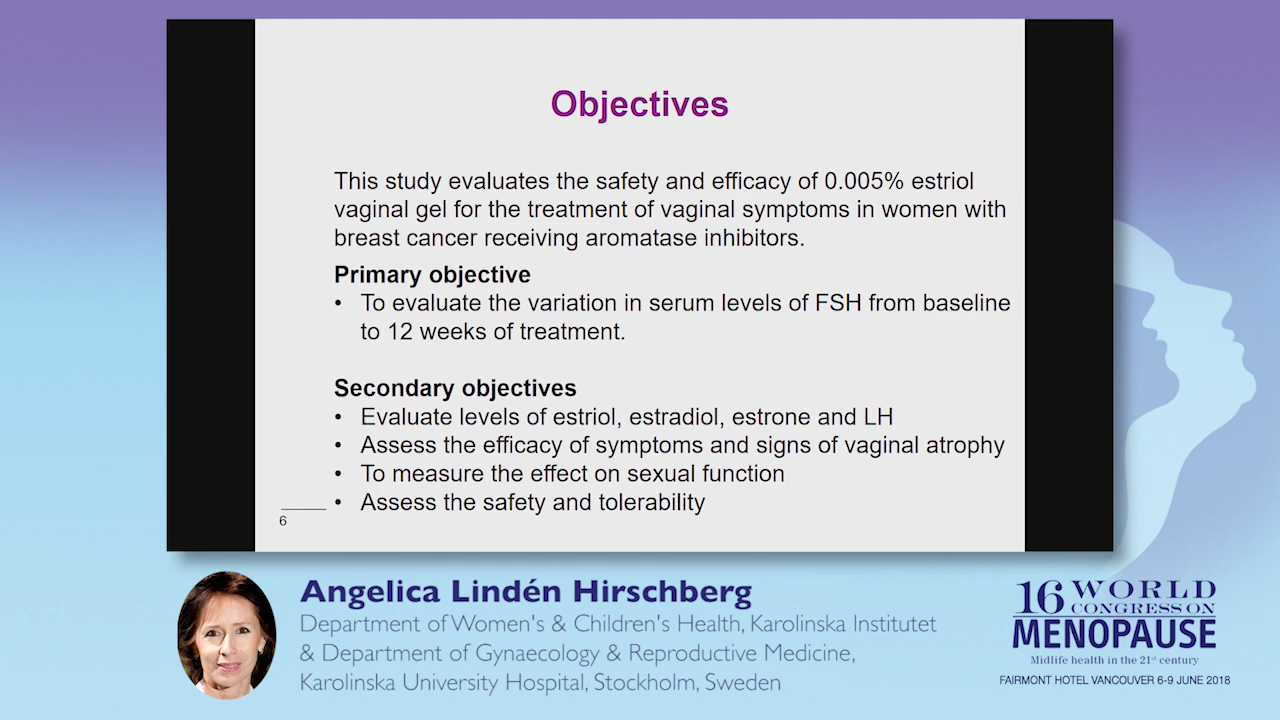 Objectives
This study evaluates the safety and efficacy of 0.005% estriol
vaginal gel for the treatment of vaginal symptoms in women with
breast cancer receiving aromatase inhibitors.
Primary objective
• To evaluate the variation in serum levels of FSH from baseline
to 12 weeks of treatment.
Secondary objectives
• Evaluate levels of estriol, estradiol, estrone and LH
• Assess the efficacy of symptoms and signs of vaginal atrophy
• To measure the effect on sexual function
• Assess the safety and tolerability
6
Angelica Lindén Hirschberg
Department of Women's & Children's Health, Karolinska Institutet
& Department of Gynaecology & Reproductive Medicine,
Karolinska University Hospital, Stockholm, Sweden
16 WORLD
CONGRESS ON
MENOPAUSE
Midlife health in the 21st century
FAIRMONT HOTEL VANCOUVER 6-9 JUNE 2018